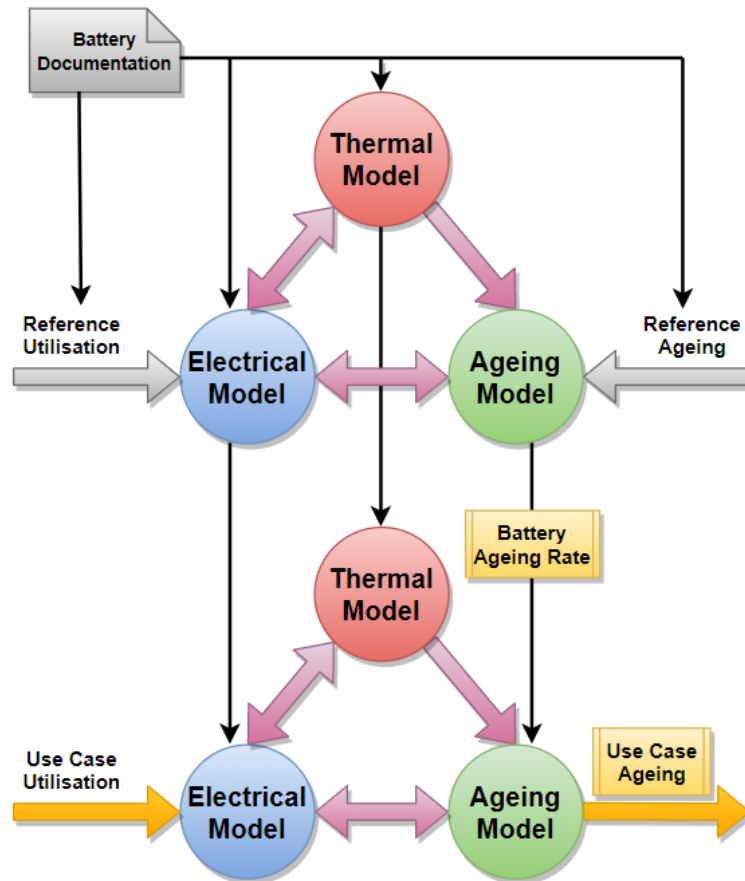 Battery
Documentation
Thermal
Model
Reference
Utilisation
Reference
Ageing
Electrical
Model
Ageing
Model
Battery
Ageing Rate
Thermal
Model
Use Case
Utilisation
Use Case
Ageing
Electrical
Model
Ageing
Model